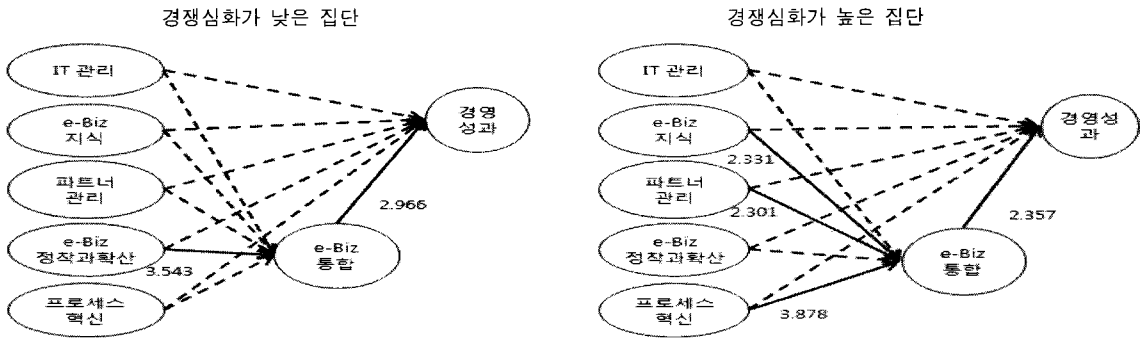 경쟁심화가 낮은 집단
IT 관리
e-Biz
지식
파트너
관리
e-Biz
정착과확산
프로세스
혁신
경영
성과
e-Biz
통합
2.966
3.543
경쟁심화가 높은 집단
IT 관리
e-Biz
지식
파트너
관리
e-Biz
정착과확산
프로세스
혁신
경영성
과
e-Biz
통합
2.331
2.301
2.357
3.878